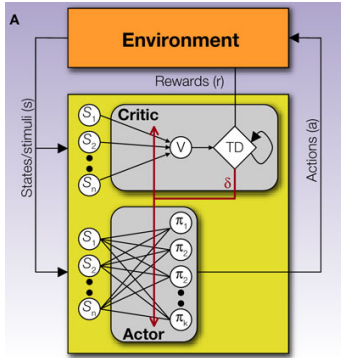 A
Environment
Rewards (r)
States/stimuli (s)
Actions (a)
Critic
S1
S2
Sn
V
TD
δ
S1
S2
Sn
π1
π2
π2
πk
Actor